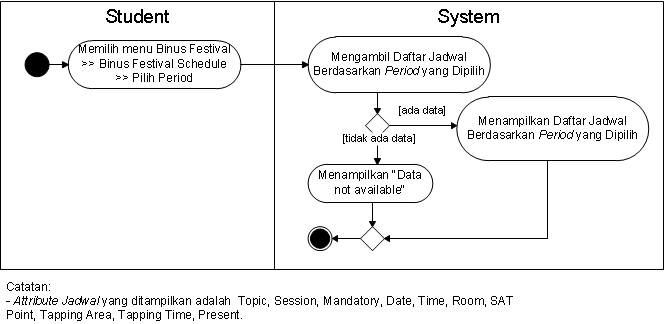 Student
System
Memilih menu Binus Festival
>> Binus Festival Schedule
>> Pilih Period
Mengambil Daftar Jadwal
Berdasarkan Period yang Dipilih
[ada data]
[tidak ada data]
Menampilkan Daftar Jadwal
Berdasarkan Period yang Dipilih
Menampilkan "Data
not available"
Catatan:
- Attribute Jadwal yang ditampilkan adalah Topic, Session, Mandatory, Date, Time, Room, SAT
Point, Tapping Area, Tapping Time, Present.